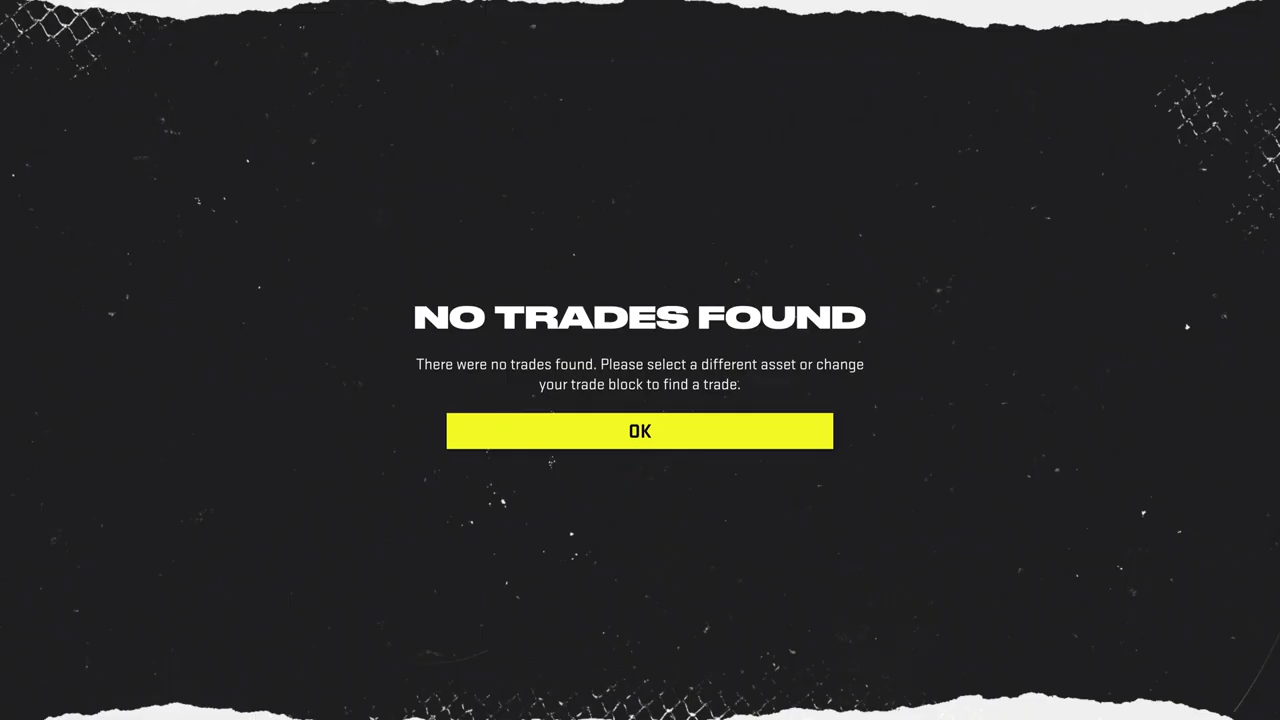 NO TRADES FOUND
There were no trades found. Please select a different asset or change
your trade block to find a trade.
OK